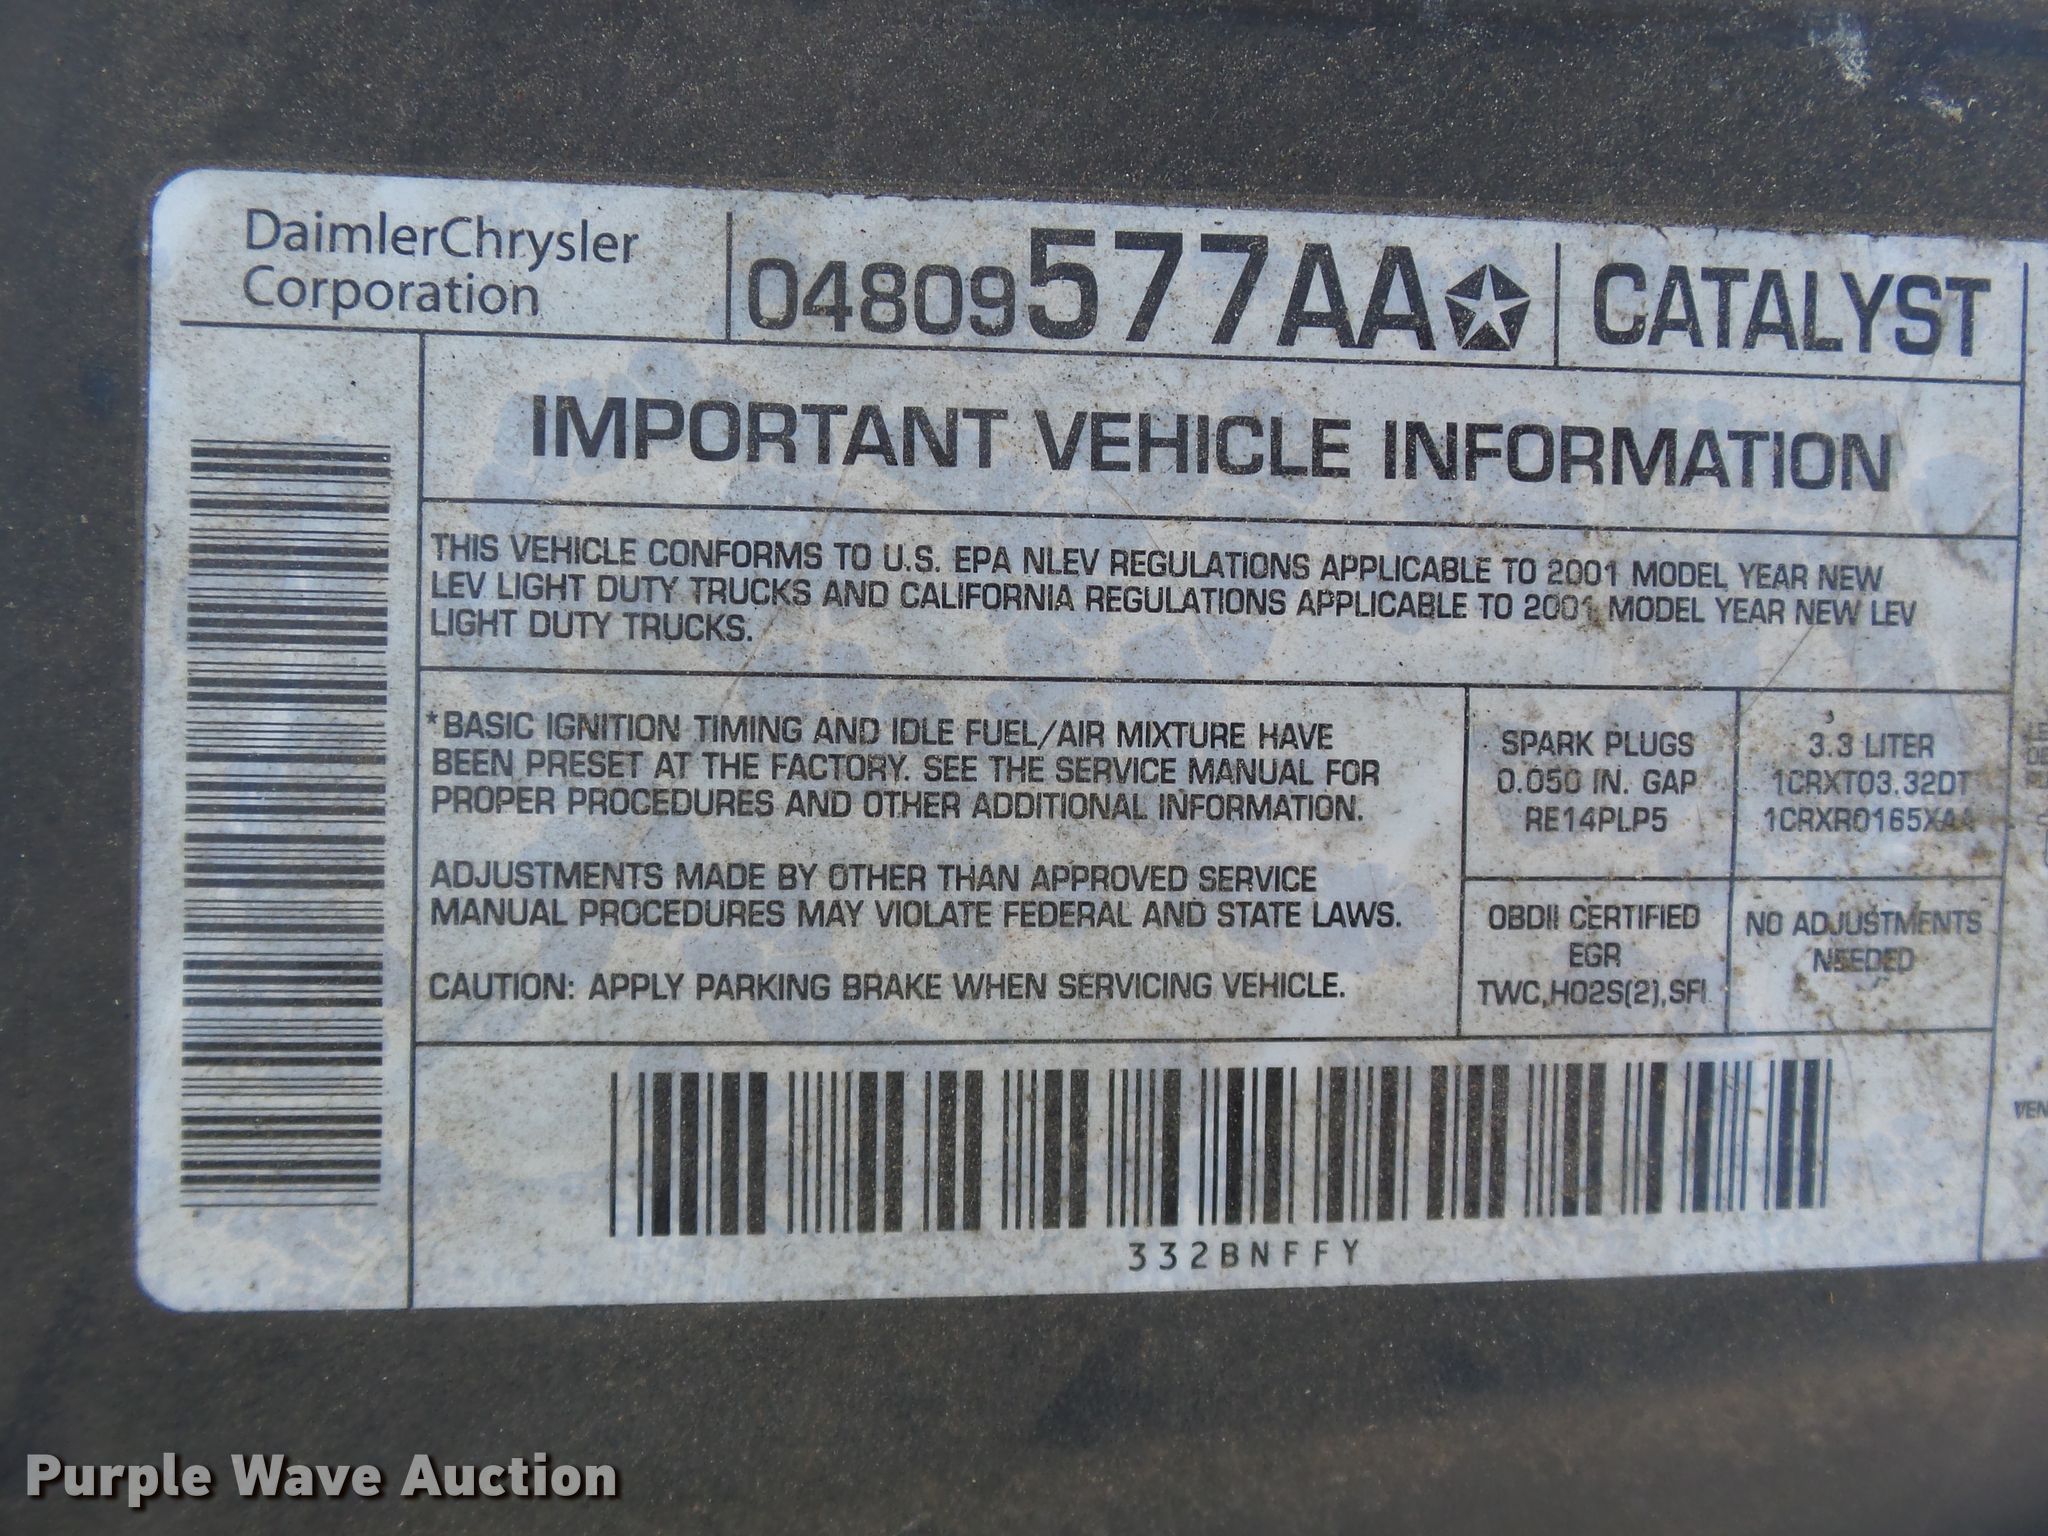 DaimlerChrysler
Corporation
04809577AA
CATALYST
IMPORTANT VEHICLE INFORMATION
THIS VEHICLE CONFORMS TO U.S. EPA NLEV REGULATIONS APPLICABLE TO 2001 MODEL YEAR NEW
LEV LIGHT DUTY TRUCKS AND CALIFORNIA REGULATIONS APPLICABLE TO 2001 MODEL YEAR NEW LEV
LIGHT DUTY TRUCKS.
*BASIC IGNITION TIMING AND IDLE FUEL/AIR MIXTURE HAVE
BEEN PRESET AT THE FACTORY. SEE THE SERVICE MANUAL FOR
PROPER PROCEDURES AND OTHER ADDITIONAL INFORMATION.
ADJUSTMENTS MADE BY OTHER THAN APPROVED SERVICE
MANUAL PROCEDURES MAY VIOLATE FEDERAL AND STATE LAWS.
CAUTION: APPLY PARKING BRAKE WHEN SERVICING VEHICLE.
SPARK PLUGS
0.050 IN. GAP
RE14PLP5
3.3 LITER
1CRXT03.32DT
1CRXR0165XAA
OBDII CERTIFIED
EGR
TWC,HO2S(2),SFI
NO ADJUSTMENTS
NEEDED
332BNFFY
Purple Wave Auction